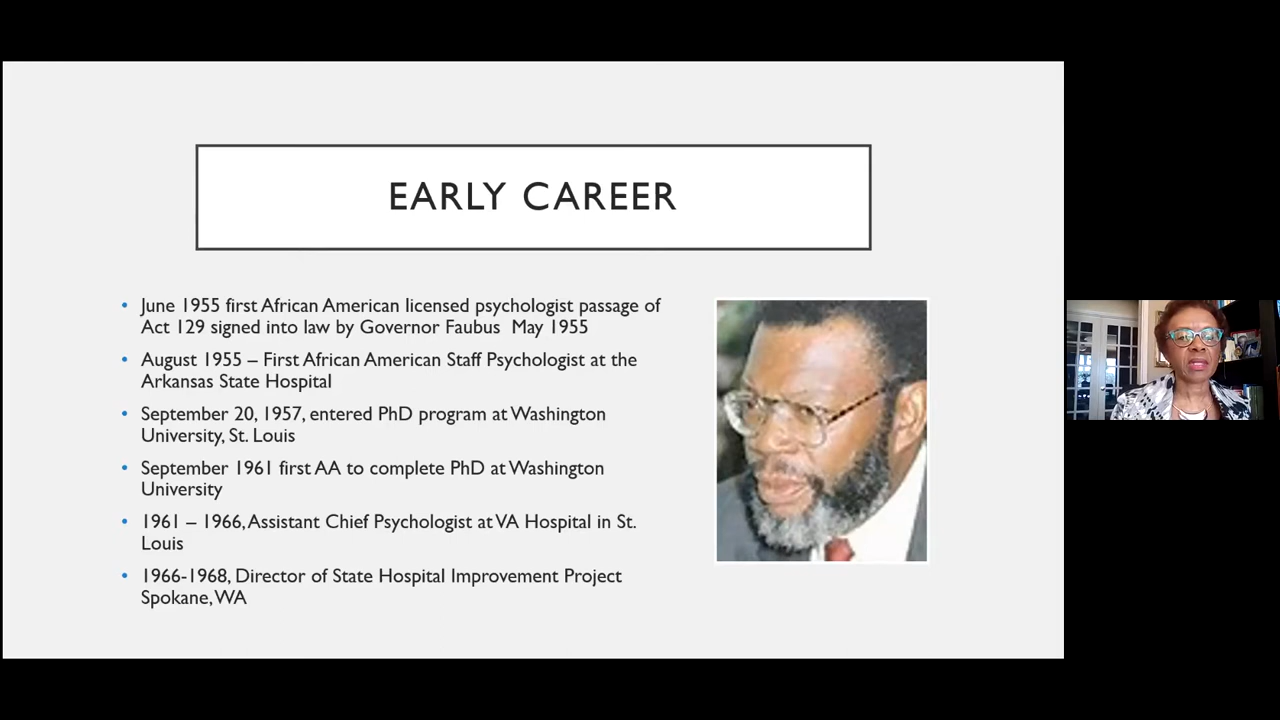 EARLY CAREER
• June 1955 first African American licensed psychologist passage of
Act 129 signed into law by Governor Faubus  May 1955
• August 1955 – First African American Staff Psychologist at the
Arkansas State Hospital
• September 20, 1957, entered PhD program at Washington
University, St. Louis
• September 1961 first AA to complete PhD at Washington
University
• 1961 – 1966, Assistant Chief Psychologist at VA Hospital in St.
Louis
• 1966-1968, Director of State Hospital Improvement Project
Spokane, WA